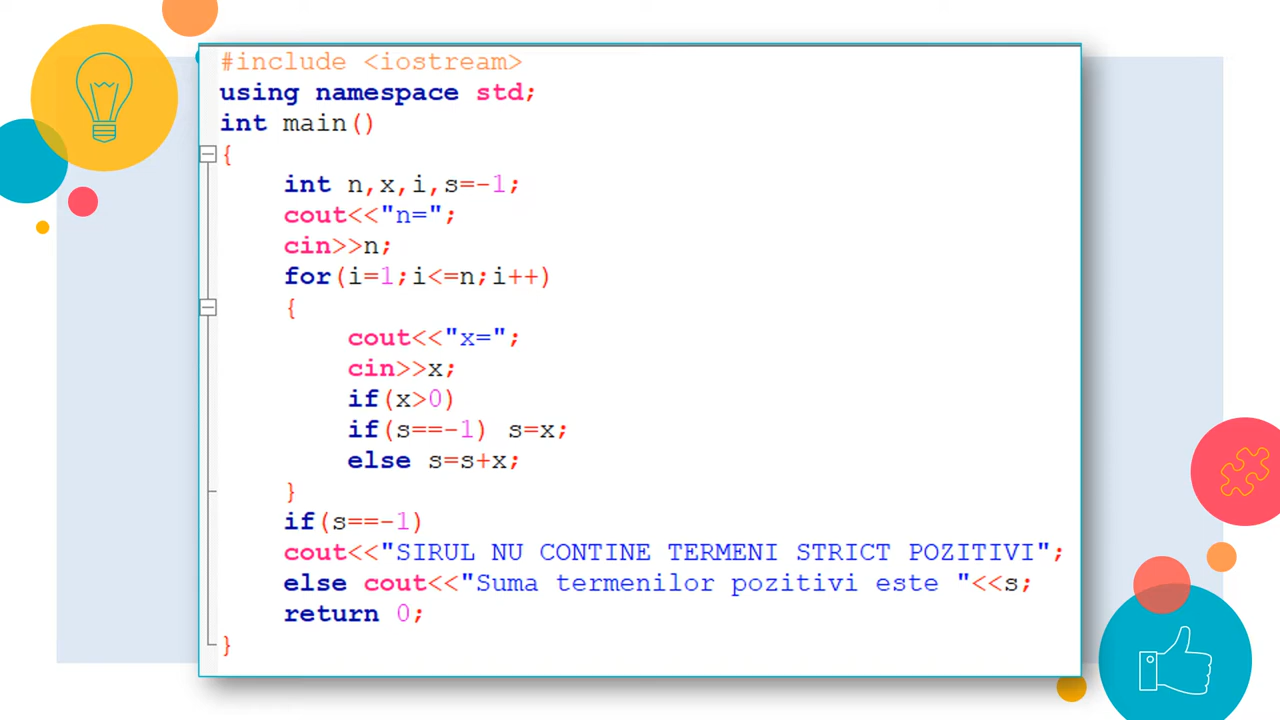 #include <iostream>
using namespace std;
int main()
{
int n,x,i,s=-1;
cout<<"n=";
cin>>n;
for(i=1;i<=n;i++)
{
cout<<"x=";
cin>>x;
if(x>0)
if(s==-1) s=x;
else s=s+x;
}
if(s==-1)
cout<<"SIRUL NU CONTINE TERMENI STRICT POZITIVI";
else cout<<"Suma termenilor pozitivi este "<<s;
return 0;
}